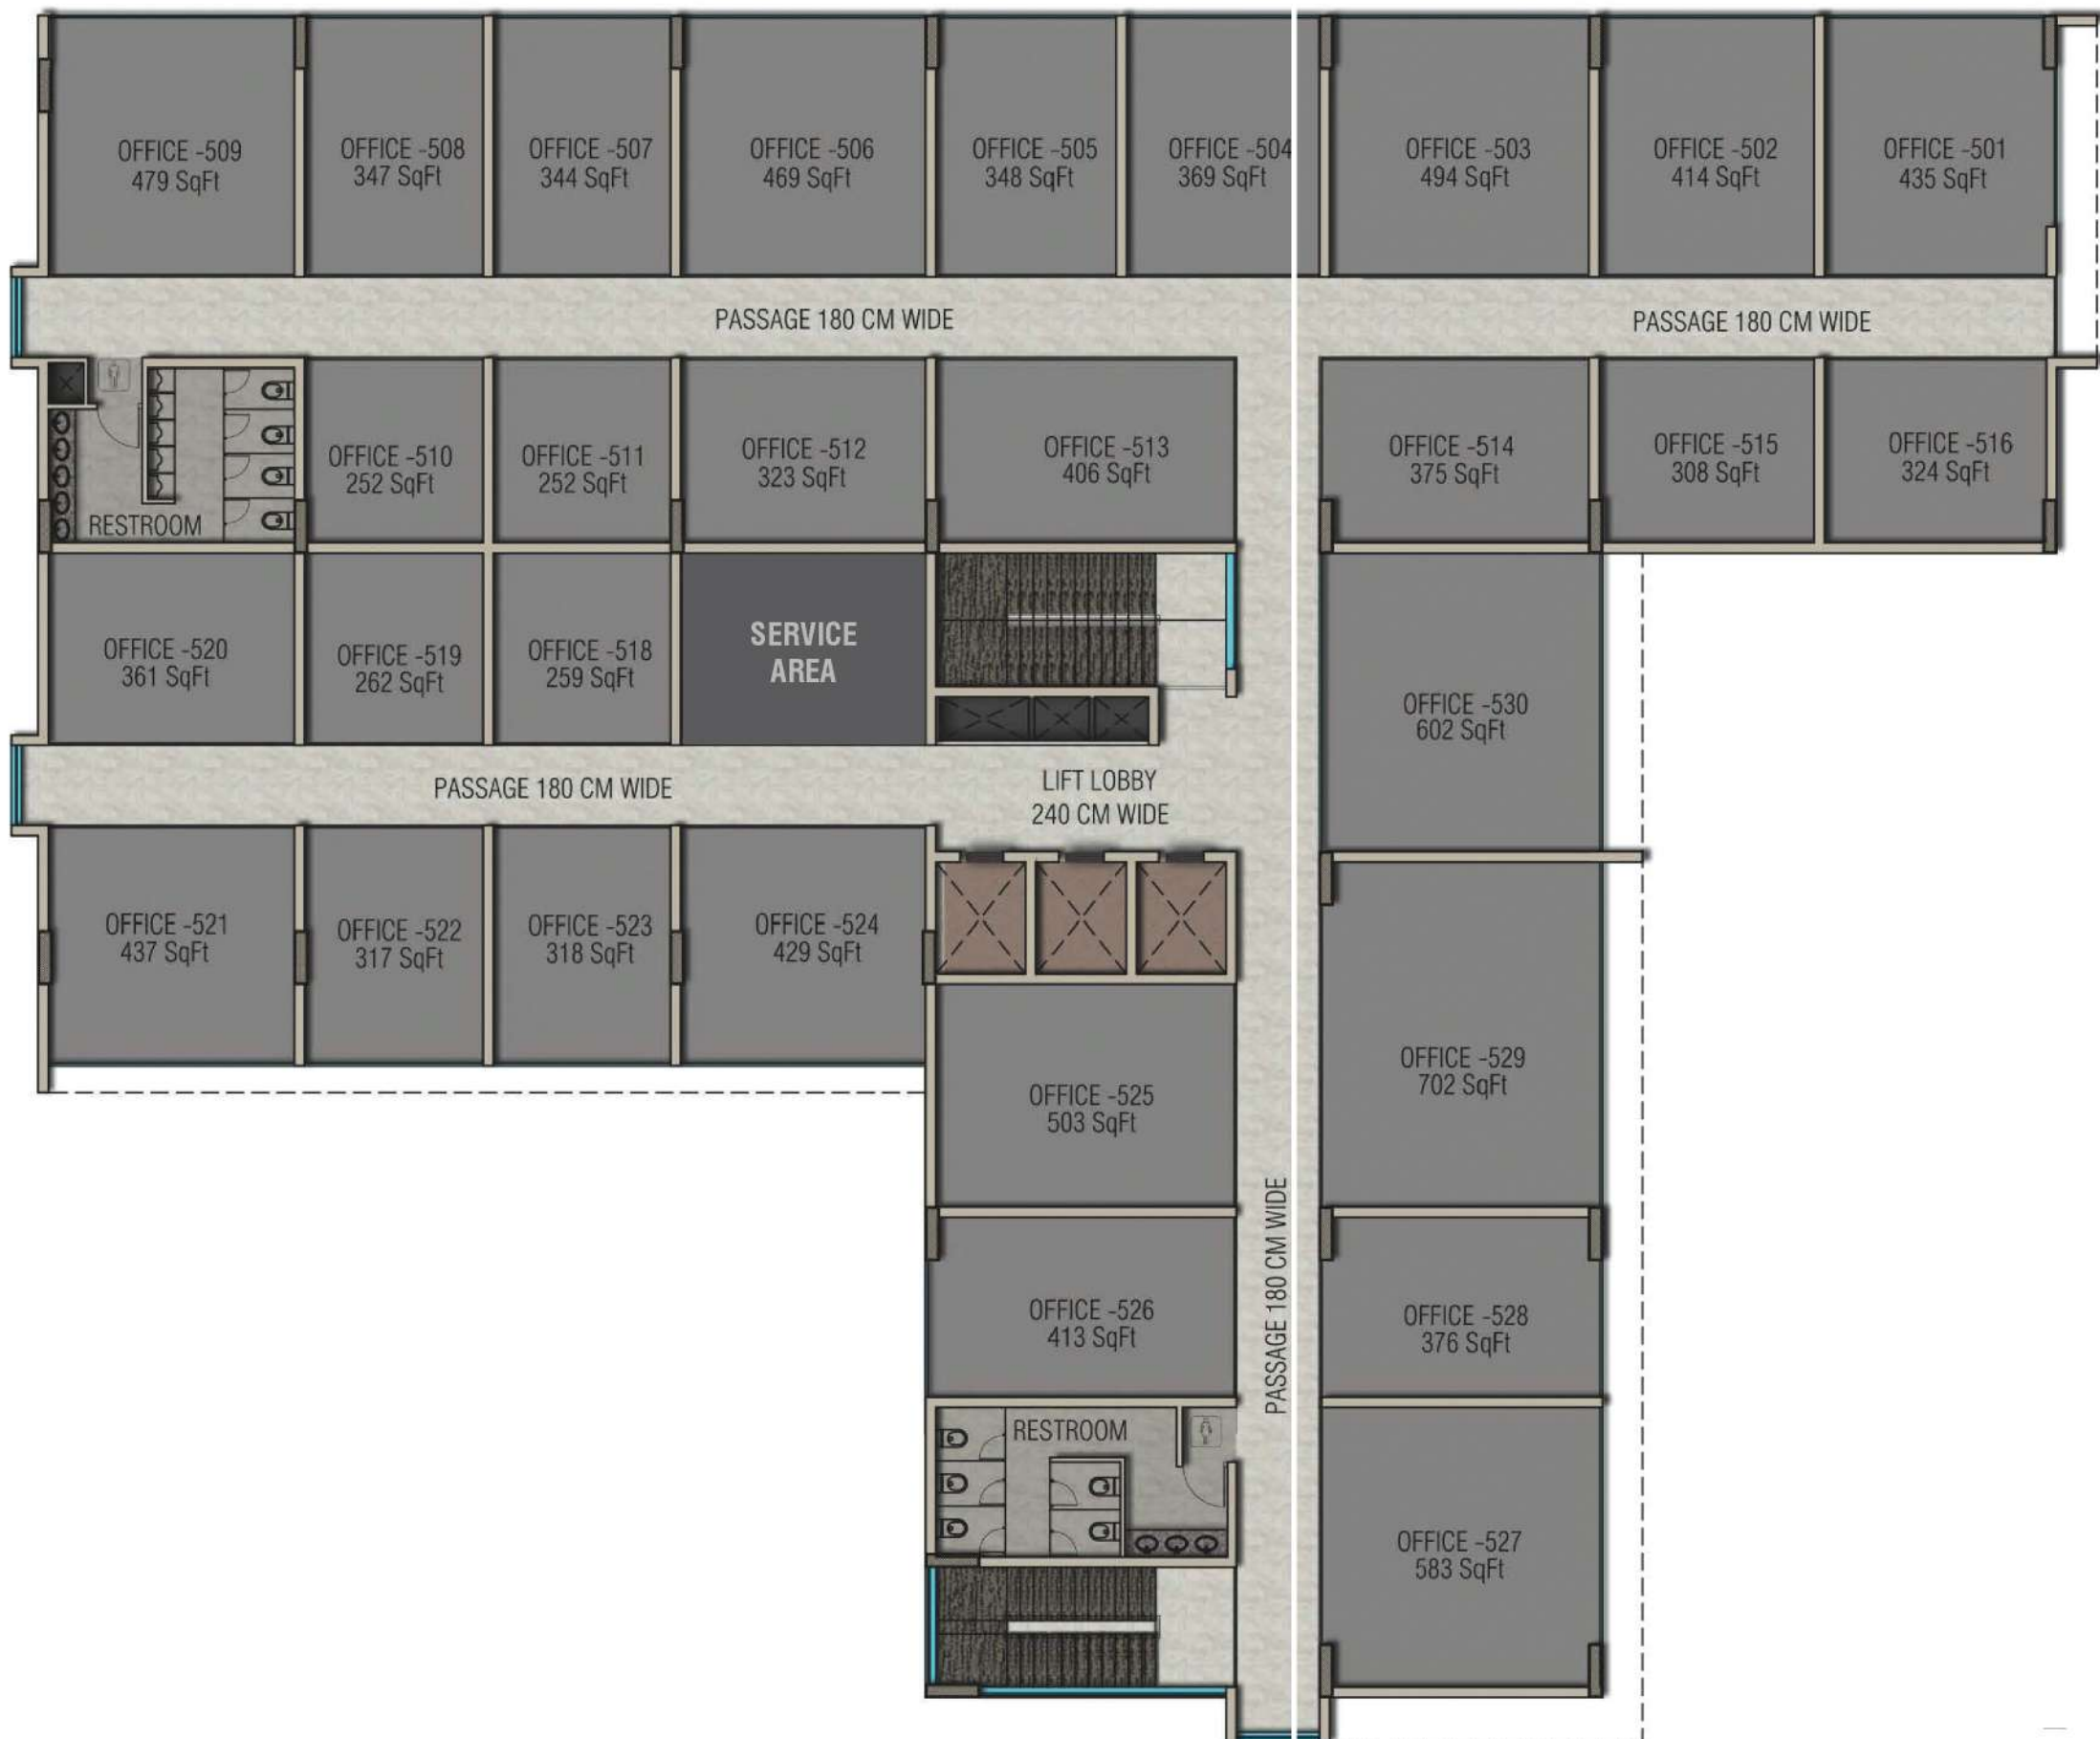 OFFICE -509
479 SqFt
OFFICE -508
347 SqFt
OFFICE -507
344 SqFt
OFFICE -506
469 SqFt
OFFICE -505
348 SqFt
OFFICE -504
369 SqFt
OFFICE -503
494 SqFt
OFFICE -502
414 SqFt
OFFICE -501
435 SqFt
PASSAGE 180 CM WIDE
PASSAGE 180 CM WIDE
RESTROOM
OFFICE -510
252 SqFt
OFFICE -511
252 SqFt
OFFICE -512
323 SqFt
OFFICE -513
406 SqFt
OFFICE -514
375 SqFt
OFFICE -515
308 SqFt
OFFICE -516
324 SqFt
OFFICE -520
361 SqFt
OFFICE -519
262 SqFt
OFFICE -518
259 SqFt
SERVICE
AREA
OFFICE -530
602 SqFt
PASSAGE 180 CM WIDE
LIFT LOBBY
240 CM WIDE
OFFICE -521
437 SqFt
OFFICE -522
317 SqFt
OFFICE -523
318 SqFt
OFFICE -524
429 SqFt
OFFICE -525
503 SqFt
OFFICE -529
702 SqFt
PASSAGE 180 CM WIDE
OFFICE -526
413 SqFt
OFFICE -528
376 SqFt
RESTROOM
OFFICE -527
583 SqFt